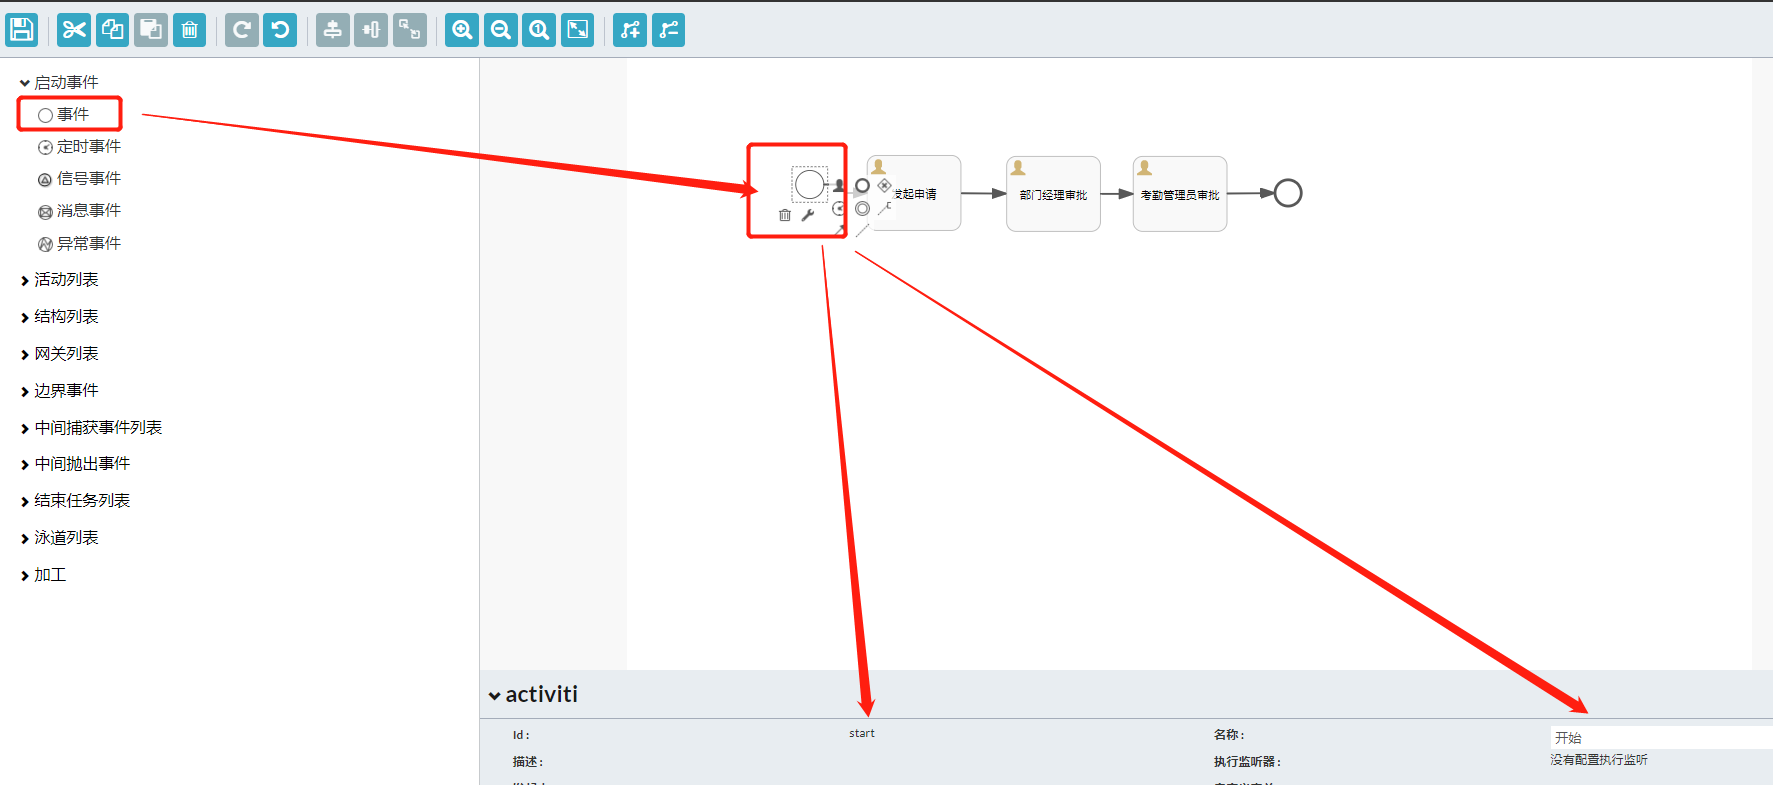 启动事件
事件
定时事件
信号事件
消息事件
异常事件
活动列表
结构列表
网关列表
边界事件
中间捕获事件列表
中间抛出事件
结束任务列表
泳道列表
加工
发起申请
部门经理审批
考勤管理员审批
activiti
Id :
start
名称 :
开始
描述 :
执行监听器 :
没有配置执行监听